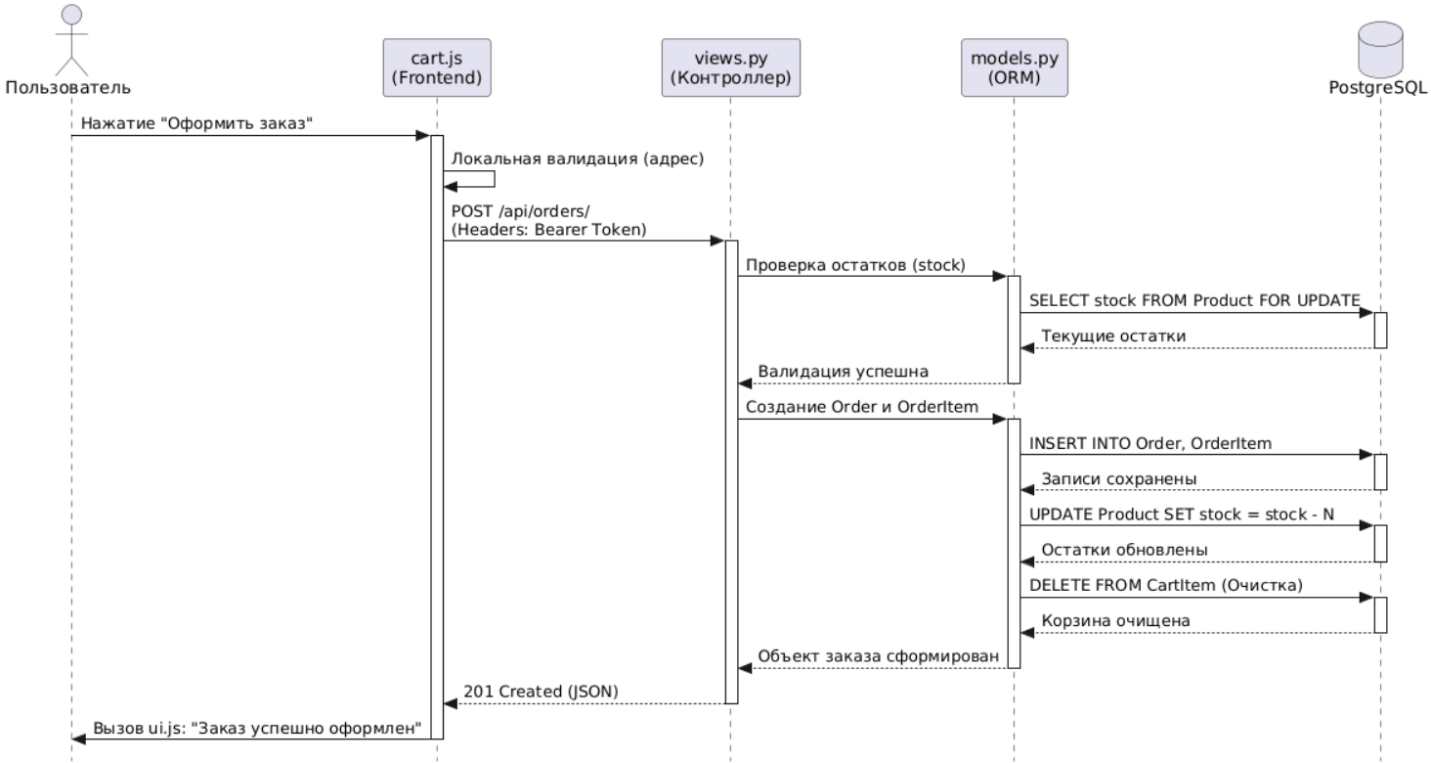 Пользователь
cart.js
(Frontend)
views.py
(Контроллер)
models.py
(ORM)
PostgreSQL
Нажатие "Оформить заказ"
Локальная валидация (адрес)
POST /api/orders/
(Headers: Bearer Token)
Проверка остатков (stock)
SELECT stock FROM Product FOR UPDATE
Текущие остатки
Валидация успешна
Создание Order и OrderItem
INSERT INTO Order, OrderItem
Записи сохранены
UPDATE Product SET stock = stock - N
Остатки обновлены
DELETE FROM CartItem (Очистка)
Корзина очищена
Объект заказа сформирован
201 Created (JSON)
Вызов ui.js: "Заказ успешно оформлен"